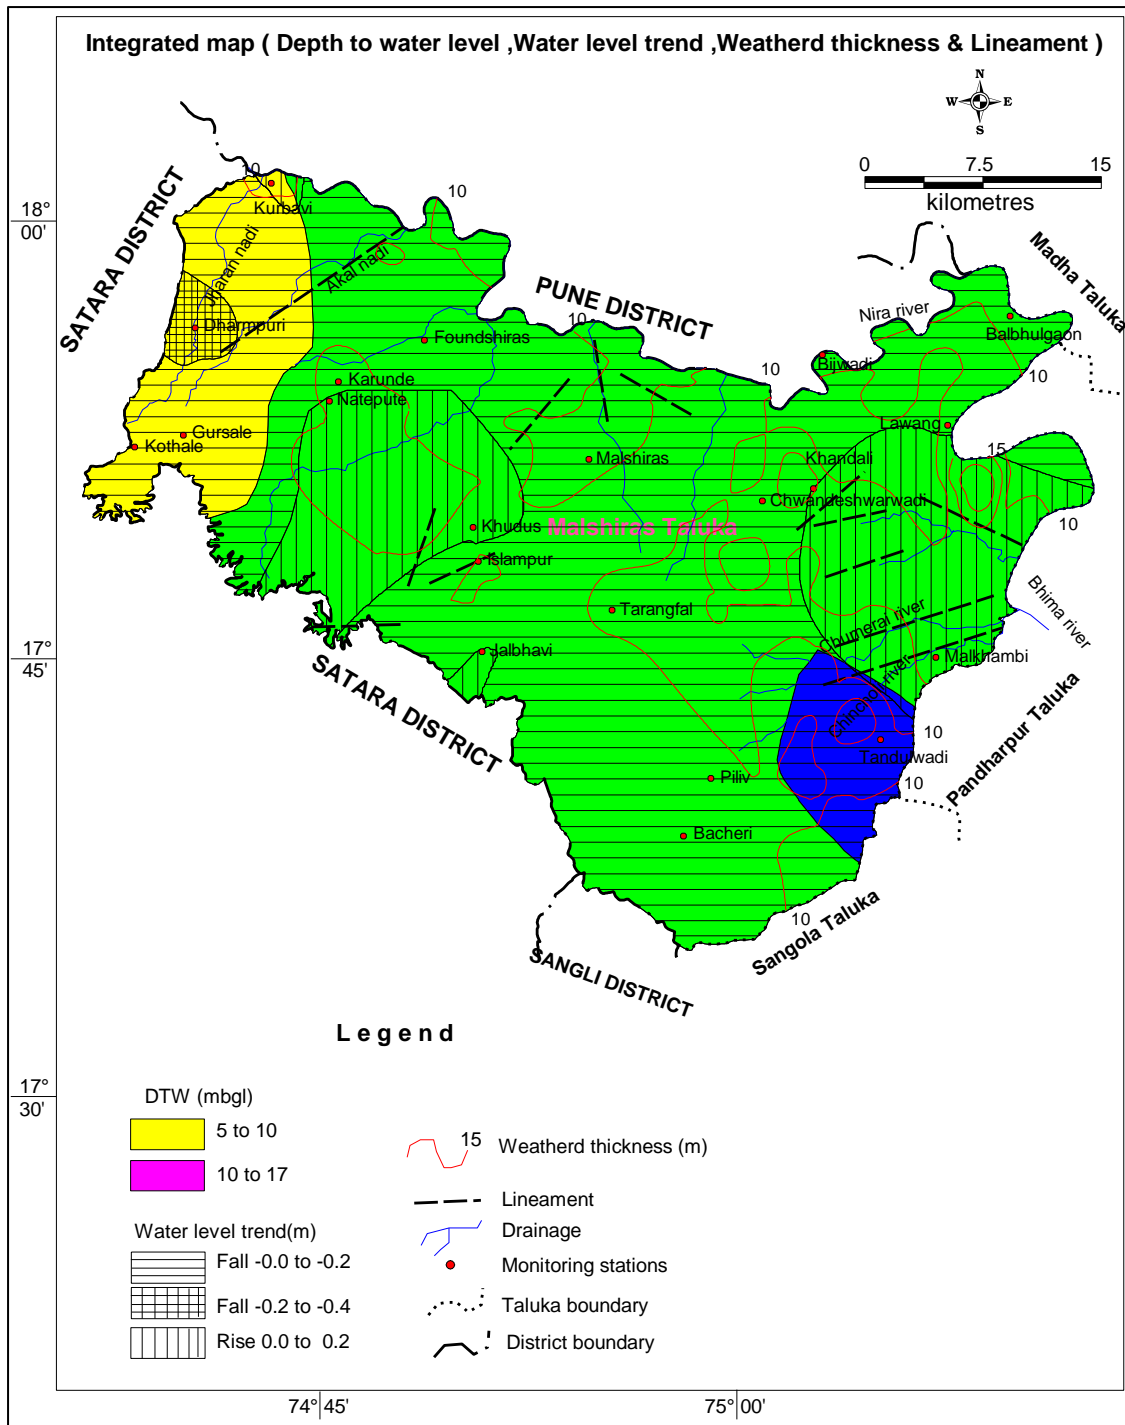 Integrated map ( Depth to water level ,Water level trend ,Weatherd thickness & Lineament )
N
W E
S
0 7.5 15
kilometres
18°
00'
17°
45'
17°
30'
74° 45'
75° 00'
SATARA DISTRICT
PUNE DISTRICT
Madha Taluka
SATARA DISTRICT
SANGLI DISTRICT
Sangola Taluka
Pandharpur Taluka
Malshiras Taluka
10
Kurbavi
10
Jharan nadi
Akal nadi
Dharmpuri
Foundshiras
10
Nira river
Balbhulgaon
Bijwadi
10
10
Karunde
Natepute
Gursale
Kothale
Malshiras
Lawang
15
Khandali
Chwandeshwarwadi
10
Khudus
Islampur
Tarangfal
Chumerai river
Bhima river
Jalbhavi
Malkhambi
10
Tandulwadi
10
Piliv
Bacheri
10
Legend
DTW (mbgl)
5 to 10
10 to 17
Water level trend(m)
Fall -0.0 to -0.2
Fall -0.2 to -0.4
Rise 0.0 to 0.2
15 Weatherd thickness (m)
Lineament
Drainage
Monitoring stations
Taluka boundary
District boundary